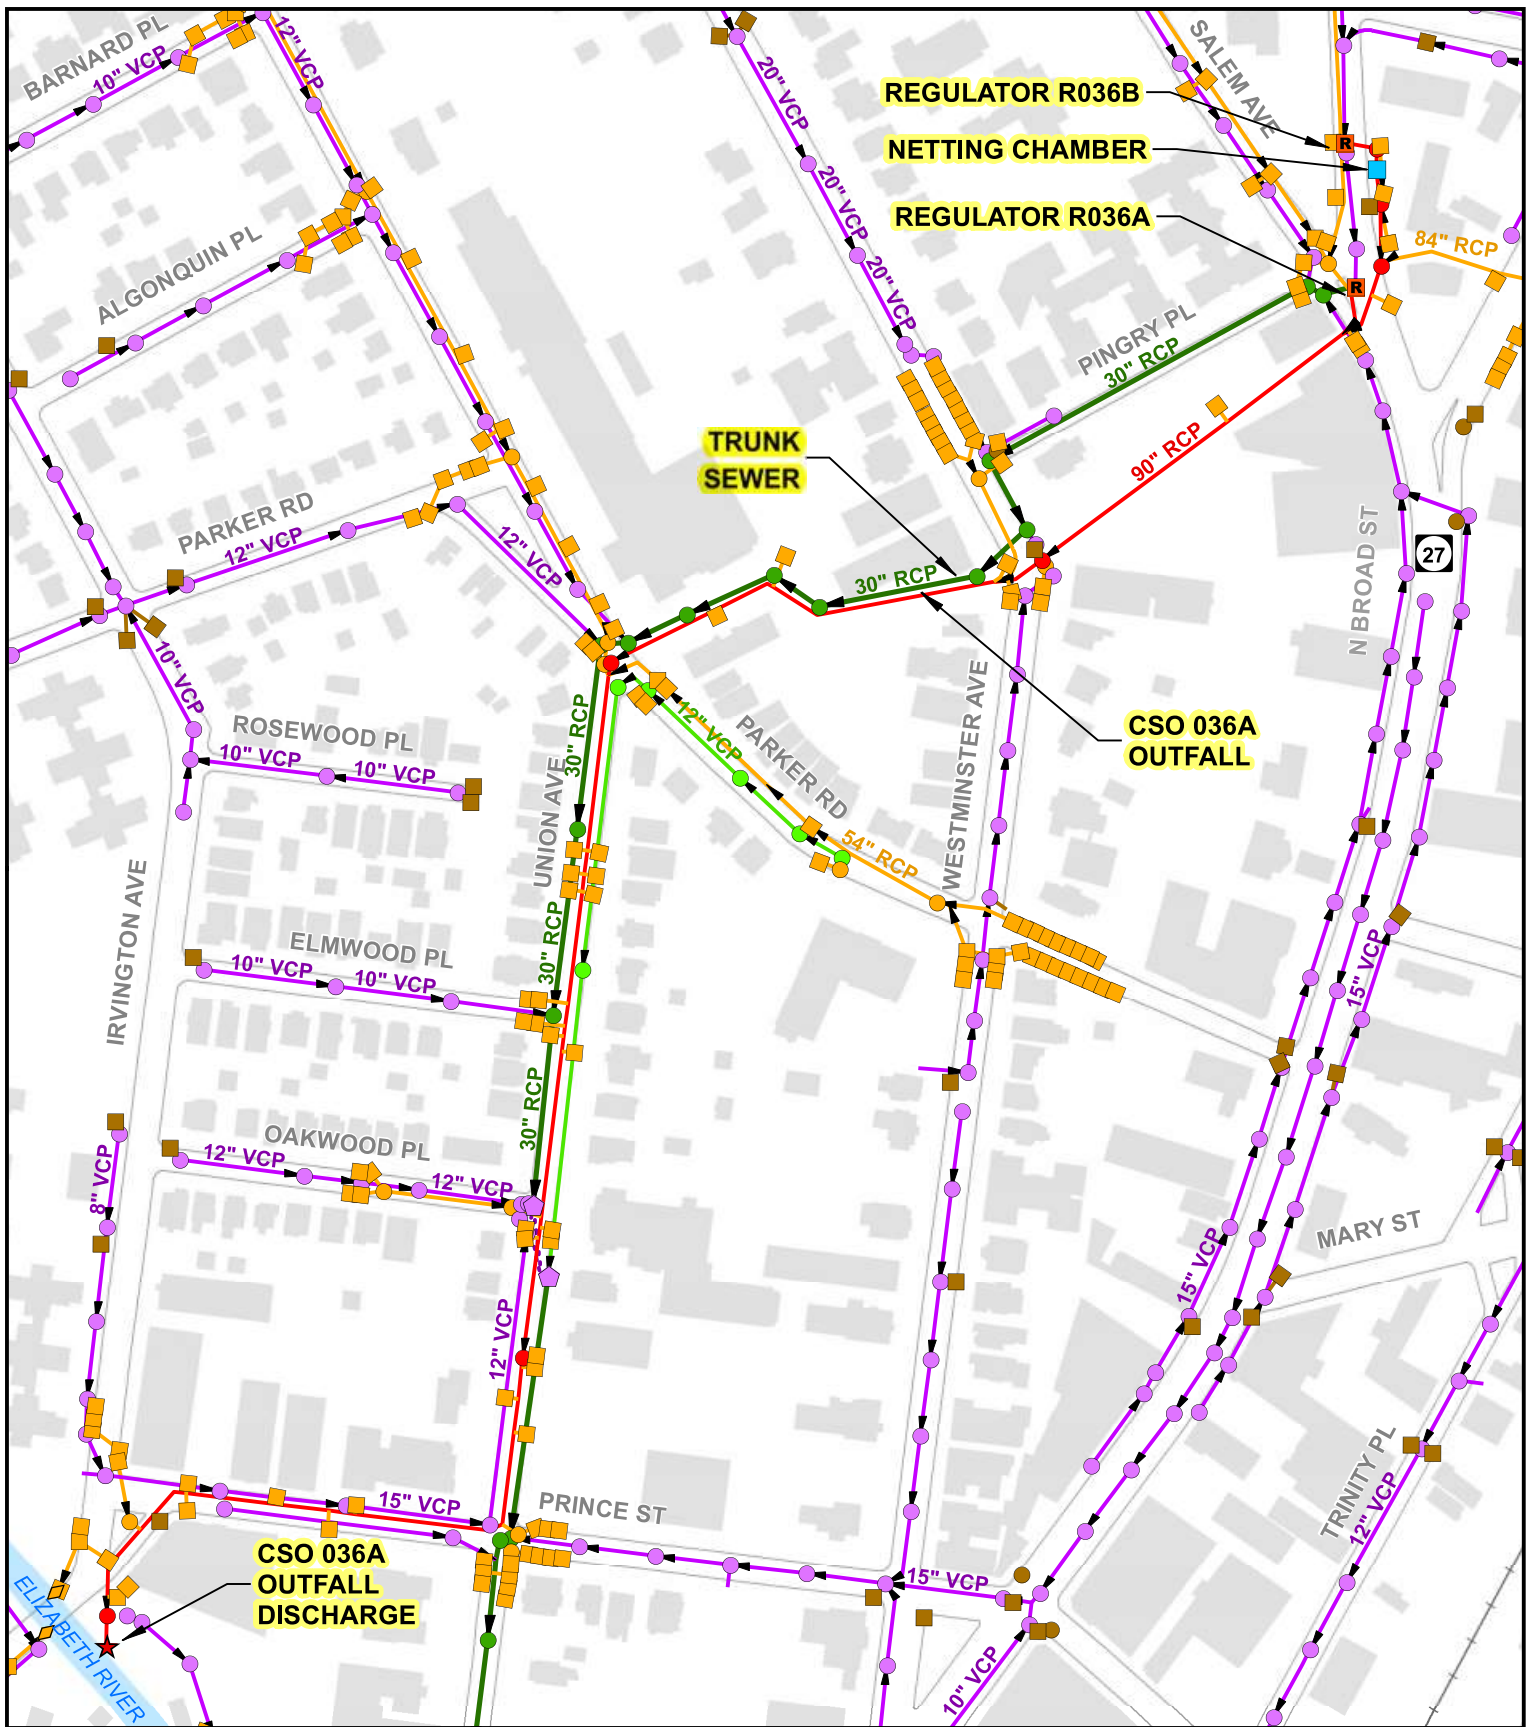 BARNARD PL
10" VCP
12" VCP
20" VCP
SALEM AVE
REGULATOR R036B
R
NETTING CHAMBER
20" VCP
REGULATOR R036A
84" RCP
ALGONQUIN PL
20" VCP
R
PINGRY PL
30" RCP
TRUNK
SEWER
90" RCP
PARKER RD
12" VCP
12" VCP
30" RCP
N BROAD ST
27
10" VCP
ROSEWOOD PL
10" VCP
10" VCP
30" RCP
UNION AVE
12" VCP
PARKER RD
WESTMINSTER AVE
CSO 036A
OUTFALL
54" RCP
IRVINGTON AVE
ELMWOOD PL
10" VCP
10" VCP
30" RCP
15" VCP
30" RCP
OAKWOOD PL
12" VCP
12" VCP
8" VCP
MARY ST
15" VCP
12" VCP
TRINITY PL
12" VCP
15" VCP
PRINCE ST
CSO 036A
OUTFALL
DISCHARGE
15" VCP
ELIZABETH RIVER
10" VCP